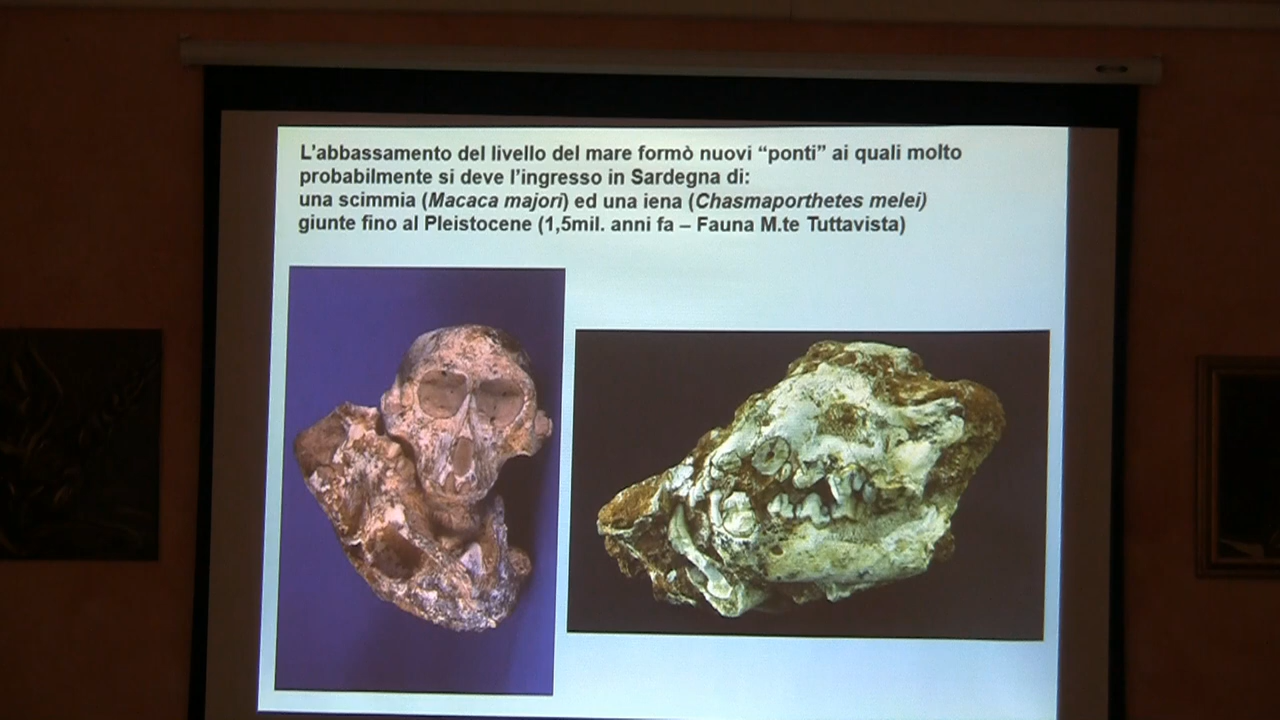 L'abbassamento del livello del mare formò nuovi “ponti” ai quali molto
probabilmente si deve l'ingresso in Sardegna di:
una scimmia (Macaca majori) ed una iena (Chasmaporthetes melei)
giunte fino al Pleistocene (1,5mil. anni fa – Fauna M.te Tuttavista)